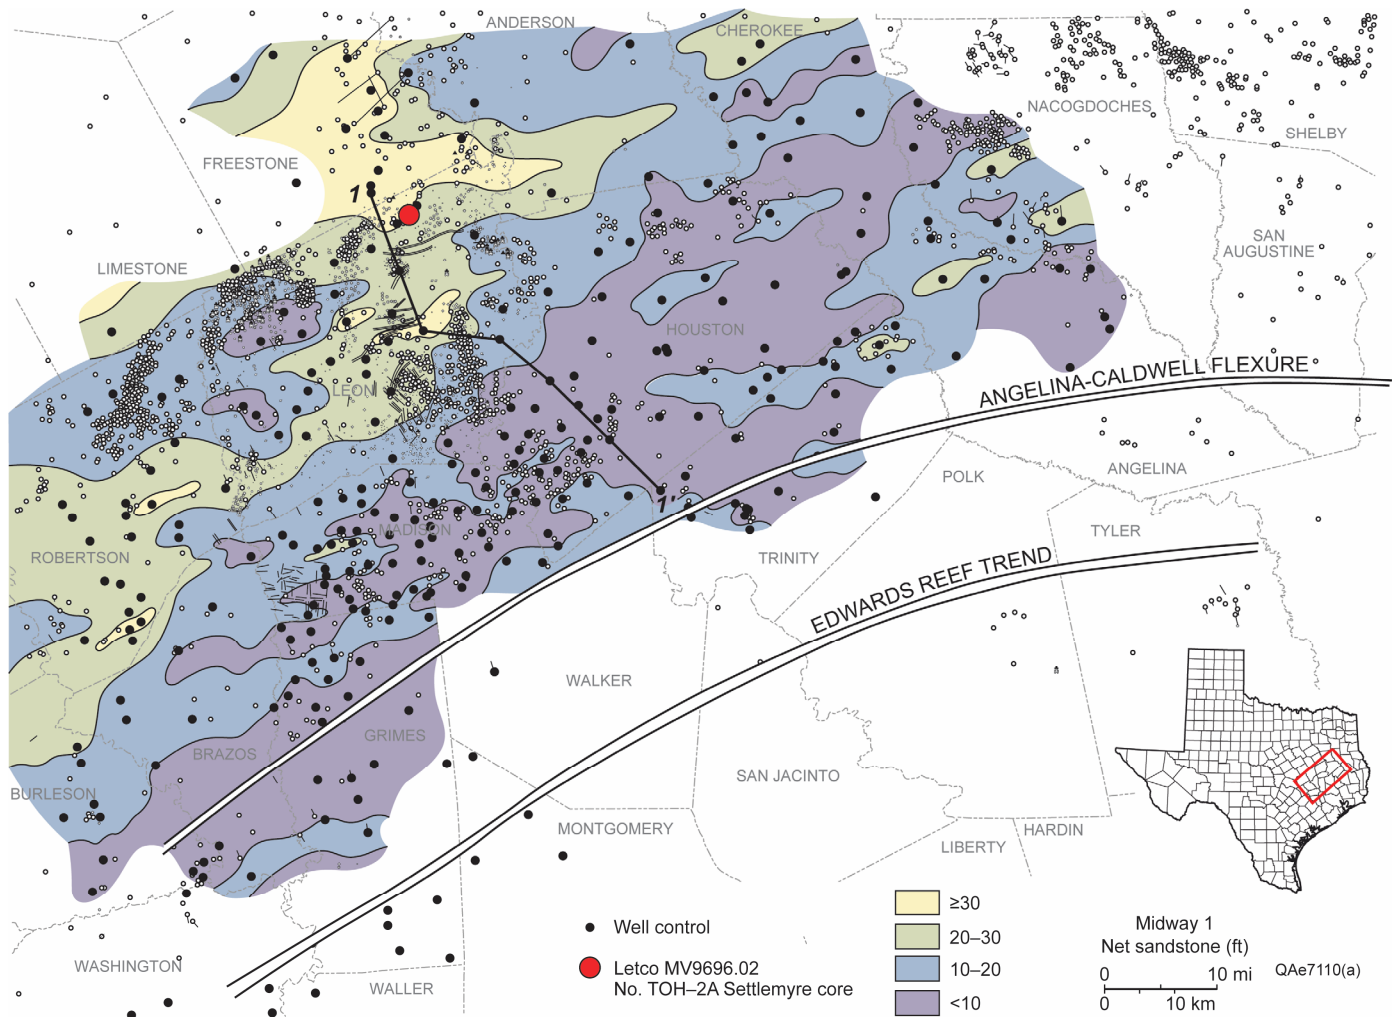 ANDERSON
CHEROKEE
NACOGDOCHES
SHELBY
FREESTONE
1
SAN
AUGUSTINE
LIMESTONE
HOUSTON
LEON
ANGELINA-CALDWELL FLEXURE
ANGELINA
POLK
1'
MADISON
TYLER
ROBERTSON
TRINITY
EDWARDS REEF TREND
WALKER
GRIMES
BRAZOS
SAN JACINTO
BURLESON
MONTGOMERY
HARDIN
LIBERTY
WASHINGTON
WALLER
Well control
Letco MV9696.02
No. TOH–2A Settlemyre core
≥30
20–30
10–20
<10
Midway 1
Net sandstone (ft)
0 10 mi
0 10 km
QAe7110(a)